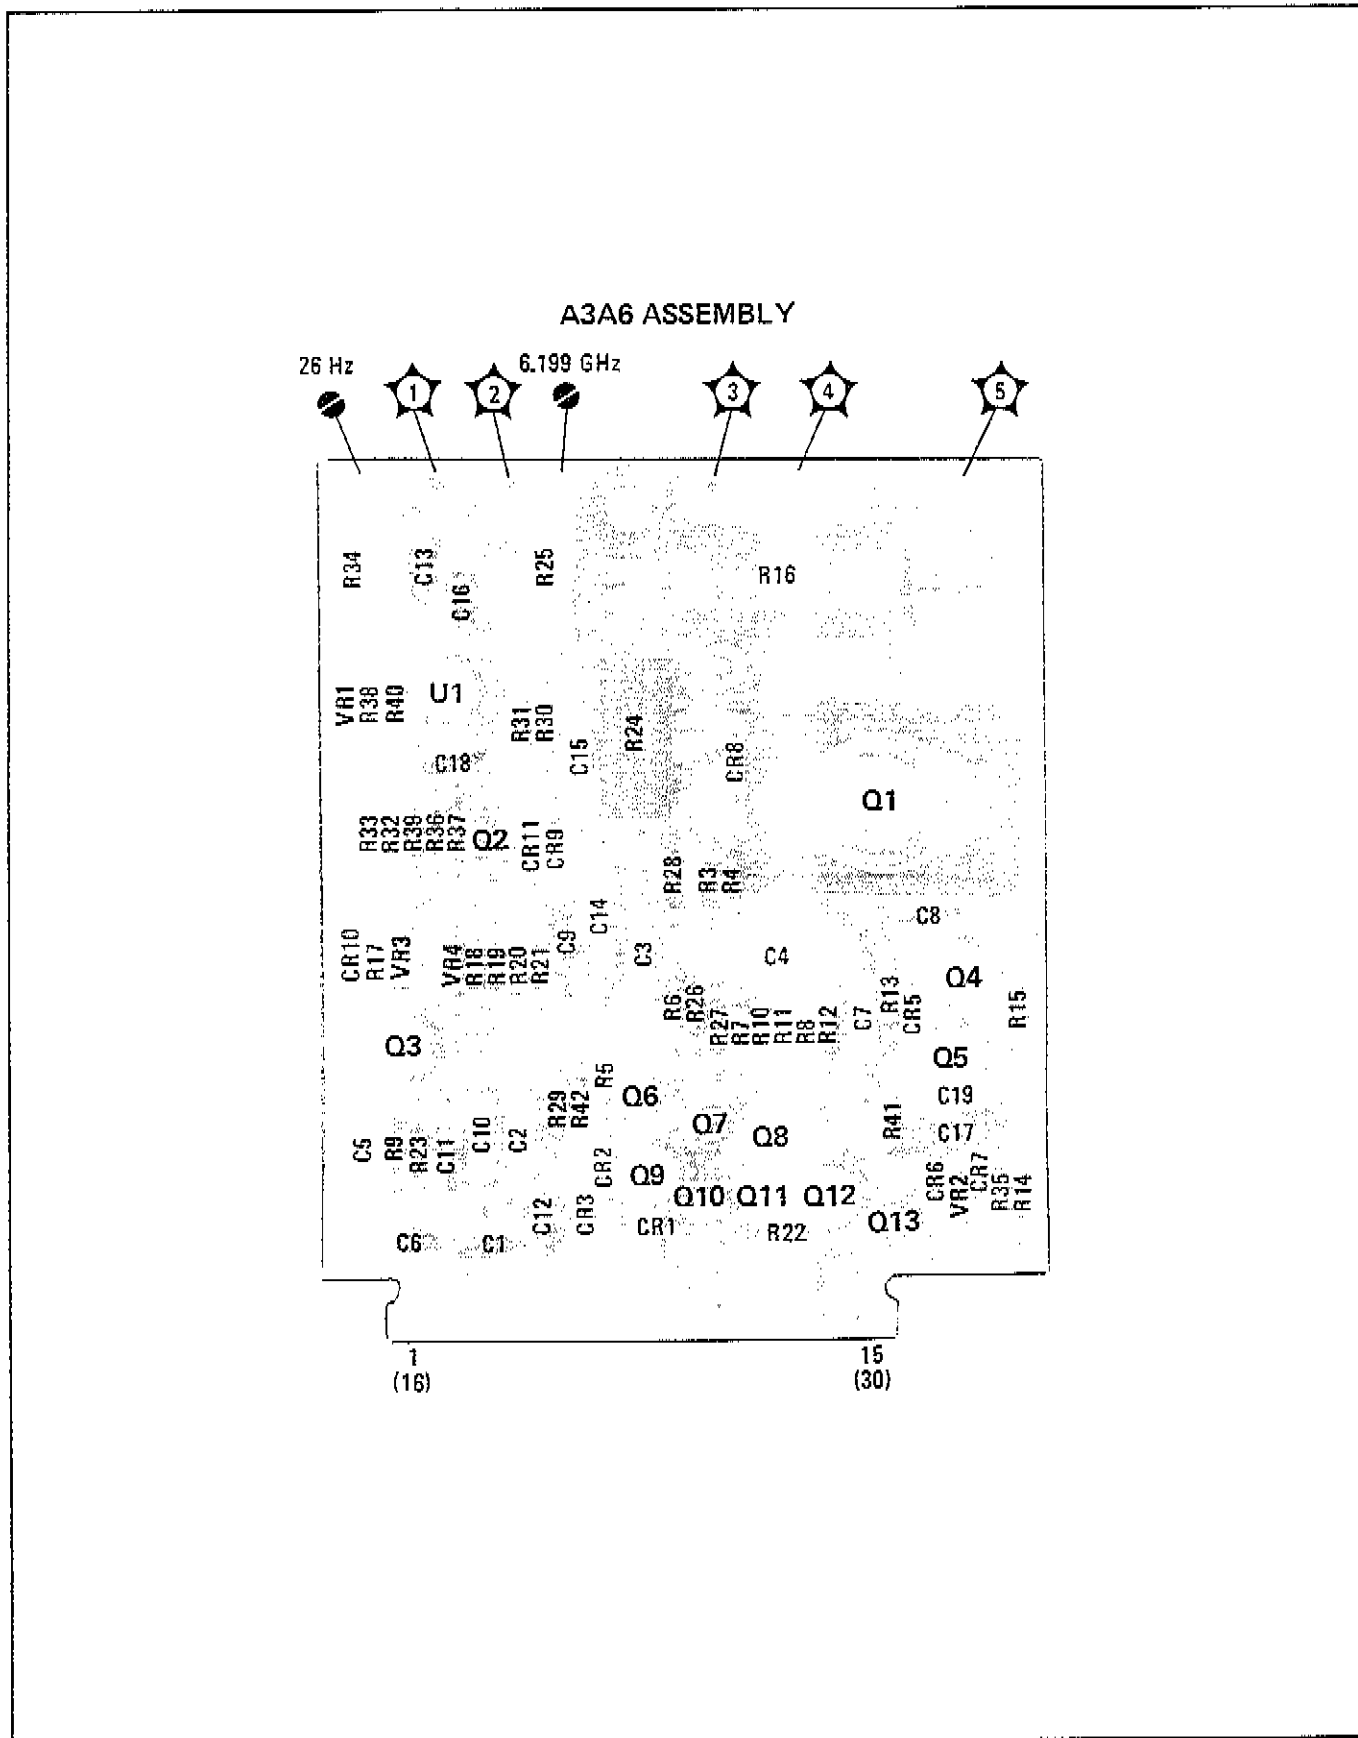 A3A6 ASSEMBLY
26 Hz
1
2
6.199 GHz
3
4
5
R34
C13
C16
R25
R16
VR1
R38
R40
U1
R31
R30
C15
R24
CR8
C18
Q1
R33
R32
R39
R36
R37
Q2
CR11
CR9
R28
R3
R4
C8
CR10
R17
VR3
VR4
R18
R19
R20
R21
C9
C14
C3
C4
Q4
R6
R26
R27
R7
R10
R11
R8
R12
C7
R13
CR5
R15
Q3
Q5
R5
Q6
C19
C5
R9
R23
C11
C10
C2
R29
R42
Q7
Q8
R41
C17
CR2
Q9
Q10
Q11
Q12
CR6
VR2
CR7
R35
R14
C6
C1
C12
CR3
CR1
R22
Q13
1
(16)
15
(30)